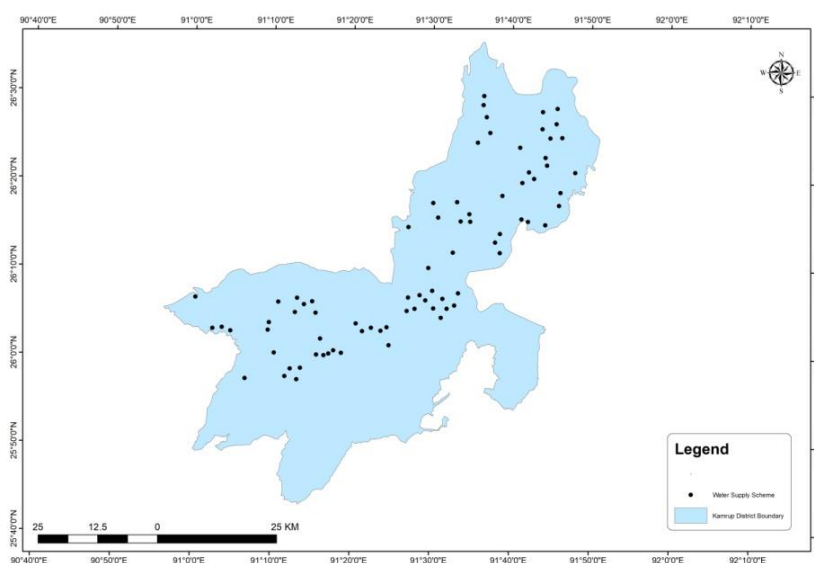 90°40'0"E 90°50'0"E 91°0'0"E 91°10'0"E 91°20'0"E 91°30'0"E 91°40'0"E 91°50'0"E 92°0'0"E 92°10'0"E
N
W E
S
26°30'0"N
26°20'0"N
26°10'0"N
26°0'0"N
25°50'0"N
25°40'0"N
Legend
Water Supply Scheme
Kamrup District Boundary
25 12.5 0 25 KM
90°40'0"E 90°50'0"E 91°0'0"E 91°10'0"E 91°20'0"E 91°30'0"E 91°40'0"E 91°50'0"E 92°0'0"E 92°10'0"E